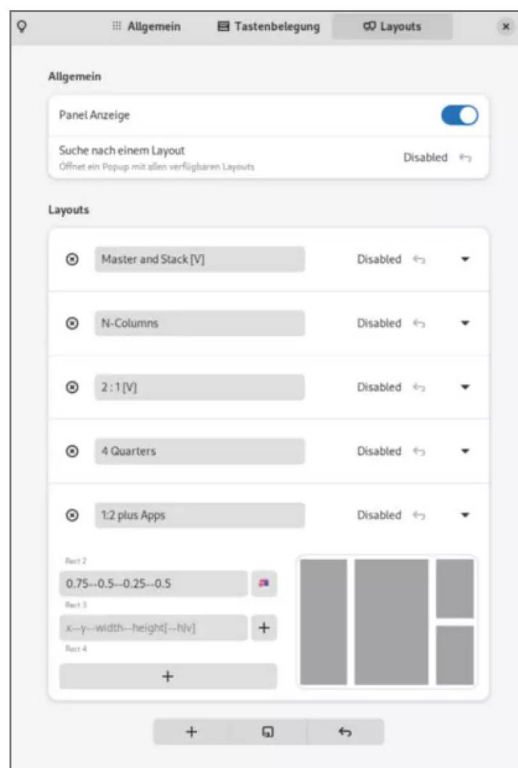 Allgemein
Tastenbelegung
Layouts
Allgemein
Panel Anzeige
Suche nach einem Layout
Disabled
Öffnet ein Popup mit allen verfügbaren Layouts
Layouts
Master and Stack [V]
Disabled
N-Columns
Disabled
2 : 1 [V]
Disabled
4 Quarters
Disabled
1:2 plus Apps
Disabled
Rect 2
0.75--0.5--0.25--0.5
Rect 3
x--y--width--height[--h|v]
Rect 4